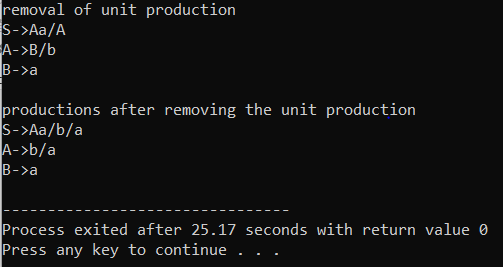 removal of unit production
S->Aa/A
A->B/b
B->a
productions after removing the unit production
S->Aa/b/a
A->b/a
B->a
--------------------------------
Process exited after 25.17 seconds with return value 0
Press any key to continue . . .